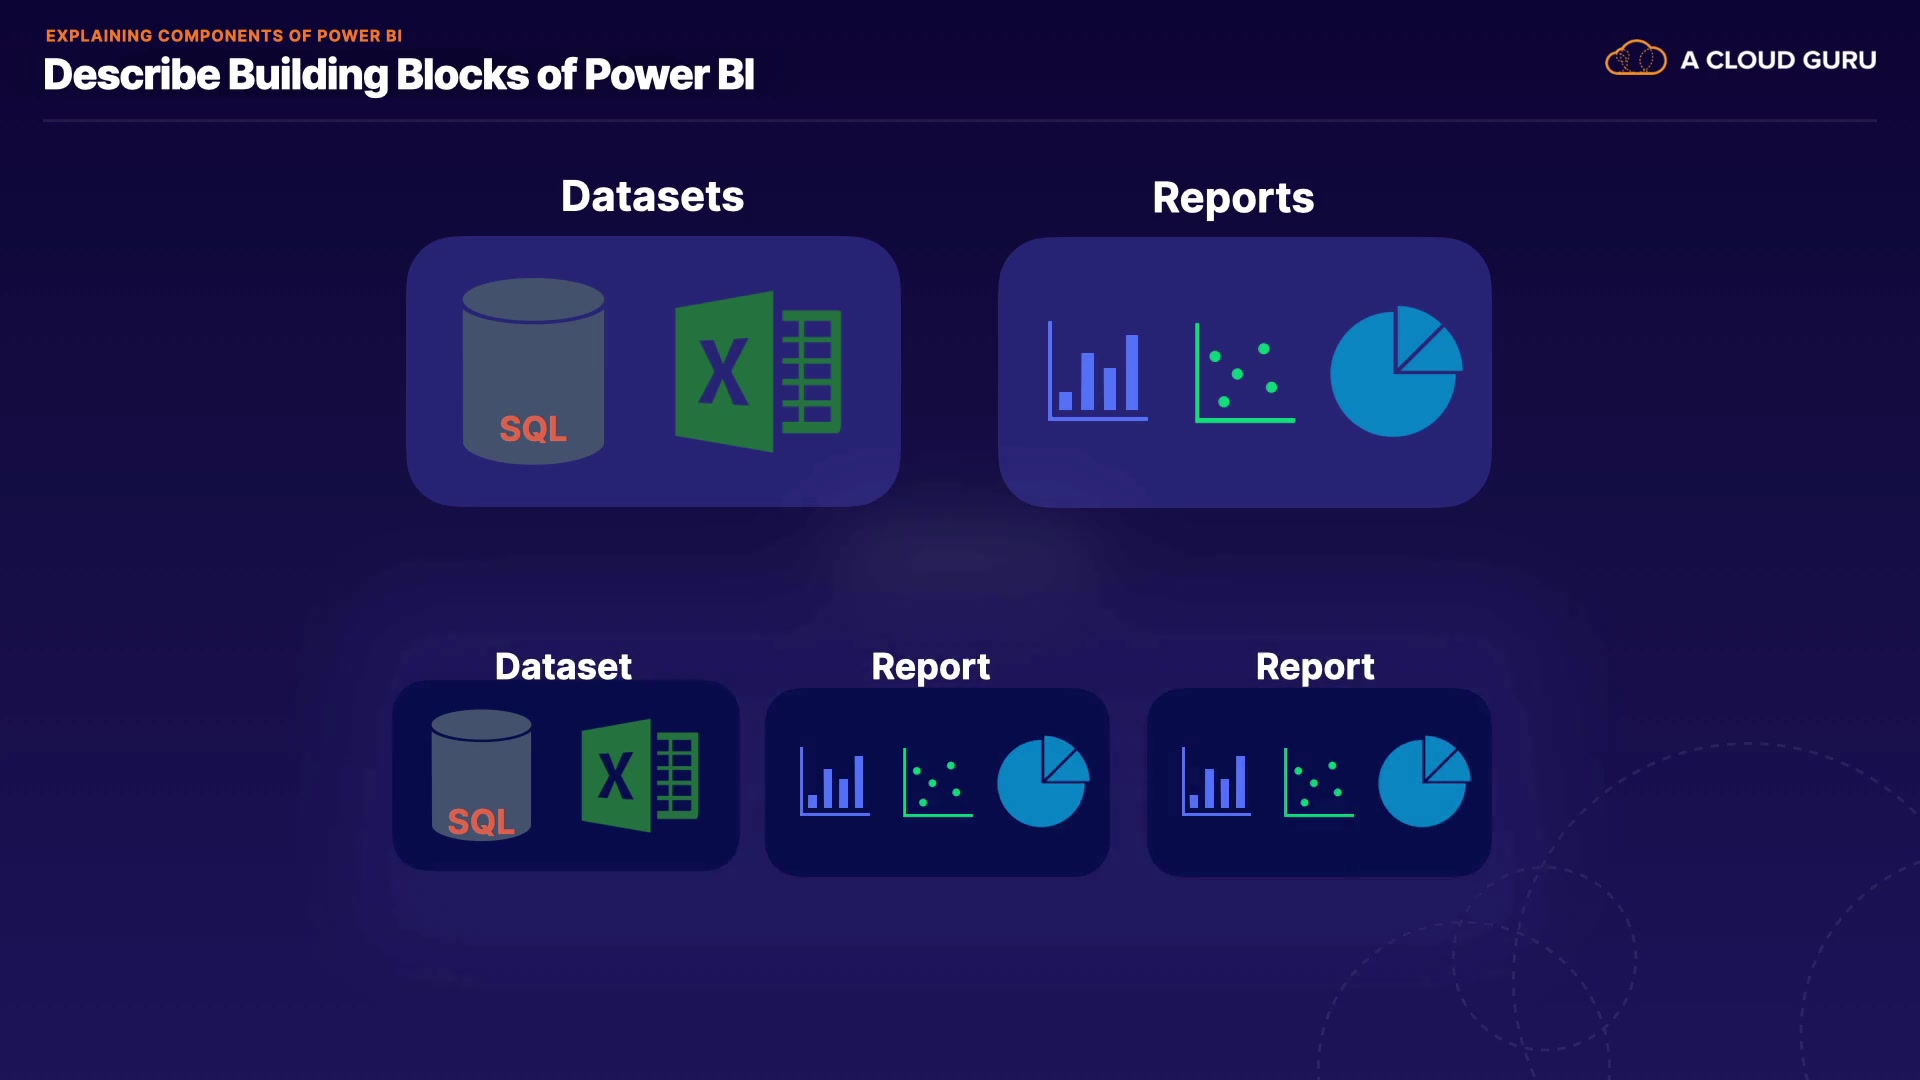 EXPLAINING COMPONENTS OF POWER BI
Describe Building Blocks of Power BI
A CLOUD GURU
Datasets
Reports
SQL
X
Dataset
Report
Report
SQL
X